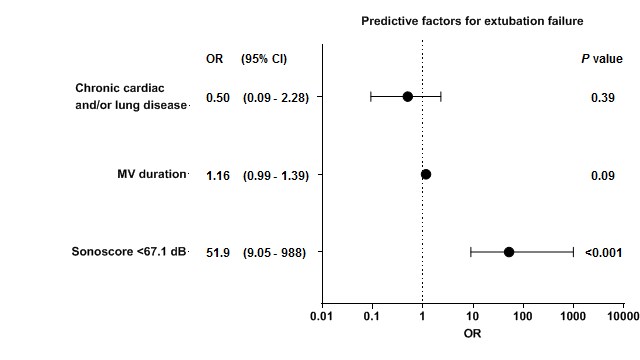 Predictive factors for extubation failure
OR (95% CI) P value
Chronic cardiac
and/or lung disease 0.50 (0.09 - 2.28) 0.39
MV duration 1.16 (0.99 - 1.39) 0.09
Sonoscore <67.1 dB 51.9 (9.05 - 988) <0.001
0.01 0.1 1 10 100 1000 10000
OR